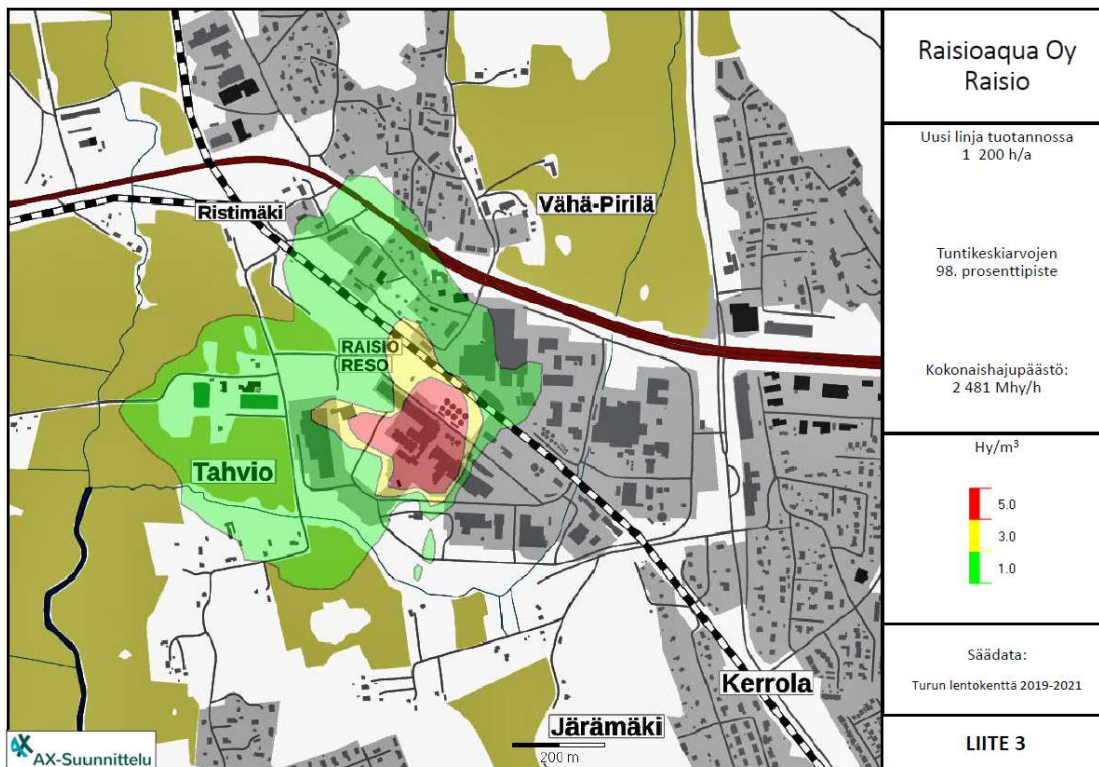 Raisioaqua Oy
Raisio
Uusi linja tuotannossa
1 200 h/a
Tuntikeskiarvojen
98. prosenttipiste
Kokonaishajupäästö:
2 481 Mhy/h
Hy/m³
5.0
3.0
1.0
Säädata:
Turun lentokenttä 2019-2021
LIITE 3
Ristimäki
Vähä-Pirilä
RAISIO
RESO
Tahvio
Kerrola
Järämäki
200 m
AX-Suunnittelu